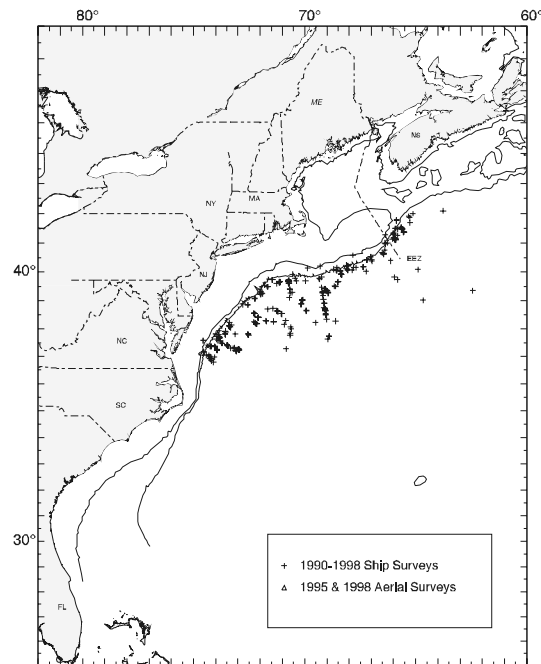 80° 70° 60°
ME
NS
NY MA
EEZ
40°
NJ
NC
SC
30°
+ 1990-1998 Ship Surveys
△ 1995 & 1998 Aerial Surveys
FL